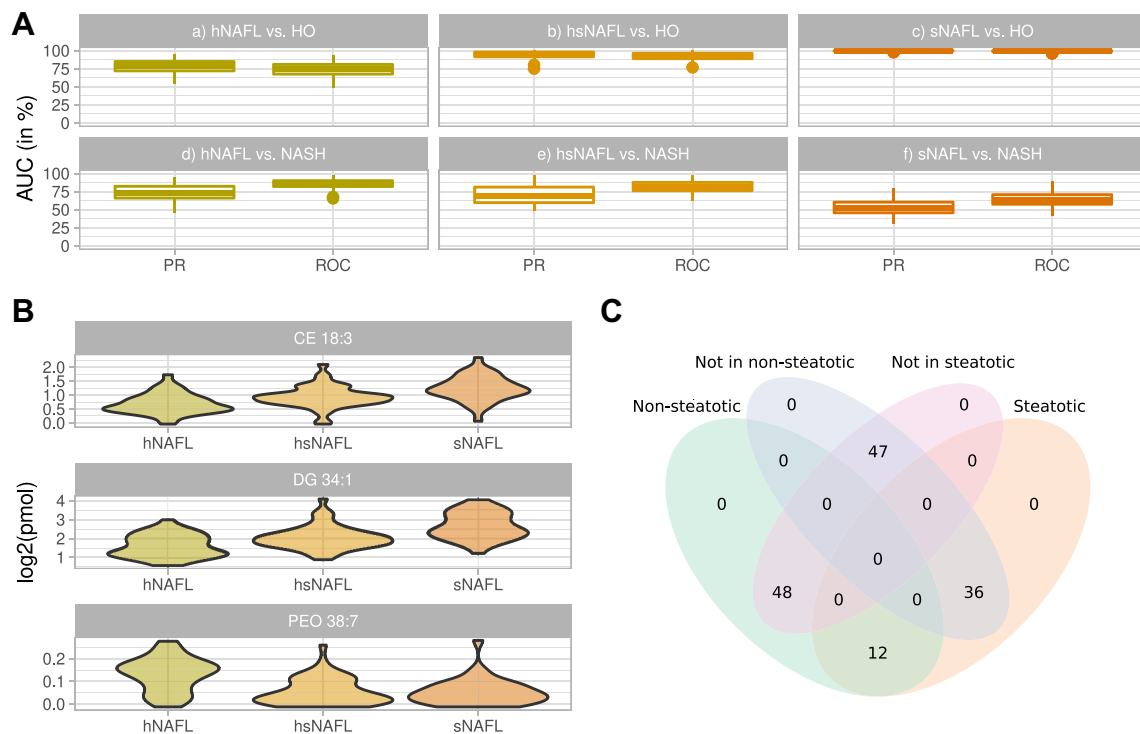 A
a) hNAFL vs. HO
b) hsNAFL vs. HO
c) sNAFL vs. HO
100
75
50
25
0
d) hNAFL vs. NASH
e) hsNAFL vs. NASH
f) sNAFL vs. NASH
100
75
50
25
0
AUC (in %)
PR ROC
PR ROC
PR ROC
B
CE 18:3
2.0
1.5
1.0
0.5
0.0
hNAFL hsNAFL sNAFL
DG 34:1
4
3
2
1
hNAFL hsNAFL sNAFL
PEO 38:7
0.2
0.1
0.0
hNAFL hsNAFL sNAFL
log2(pmol)
C
Not in non-steatotic Not in steatotic
Non-steatotic Steatotic
0 0
47
0 0
0 0 0 0
0
48 0 0 36
12